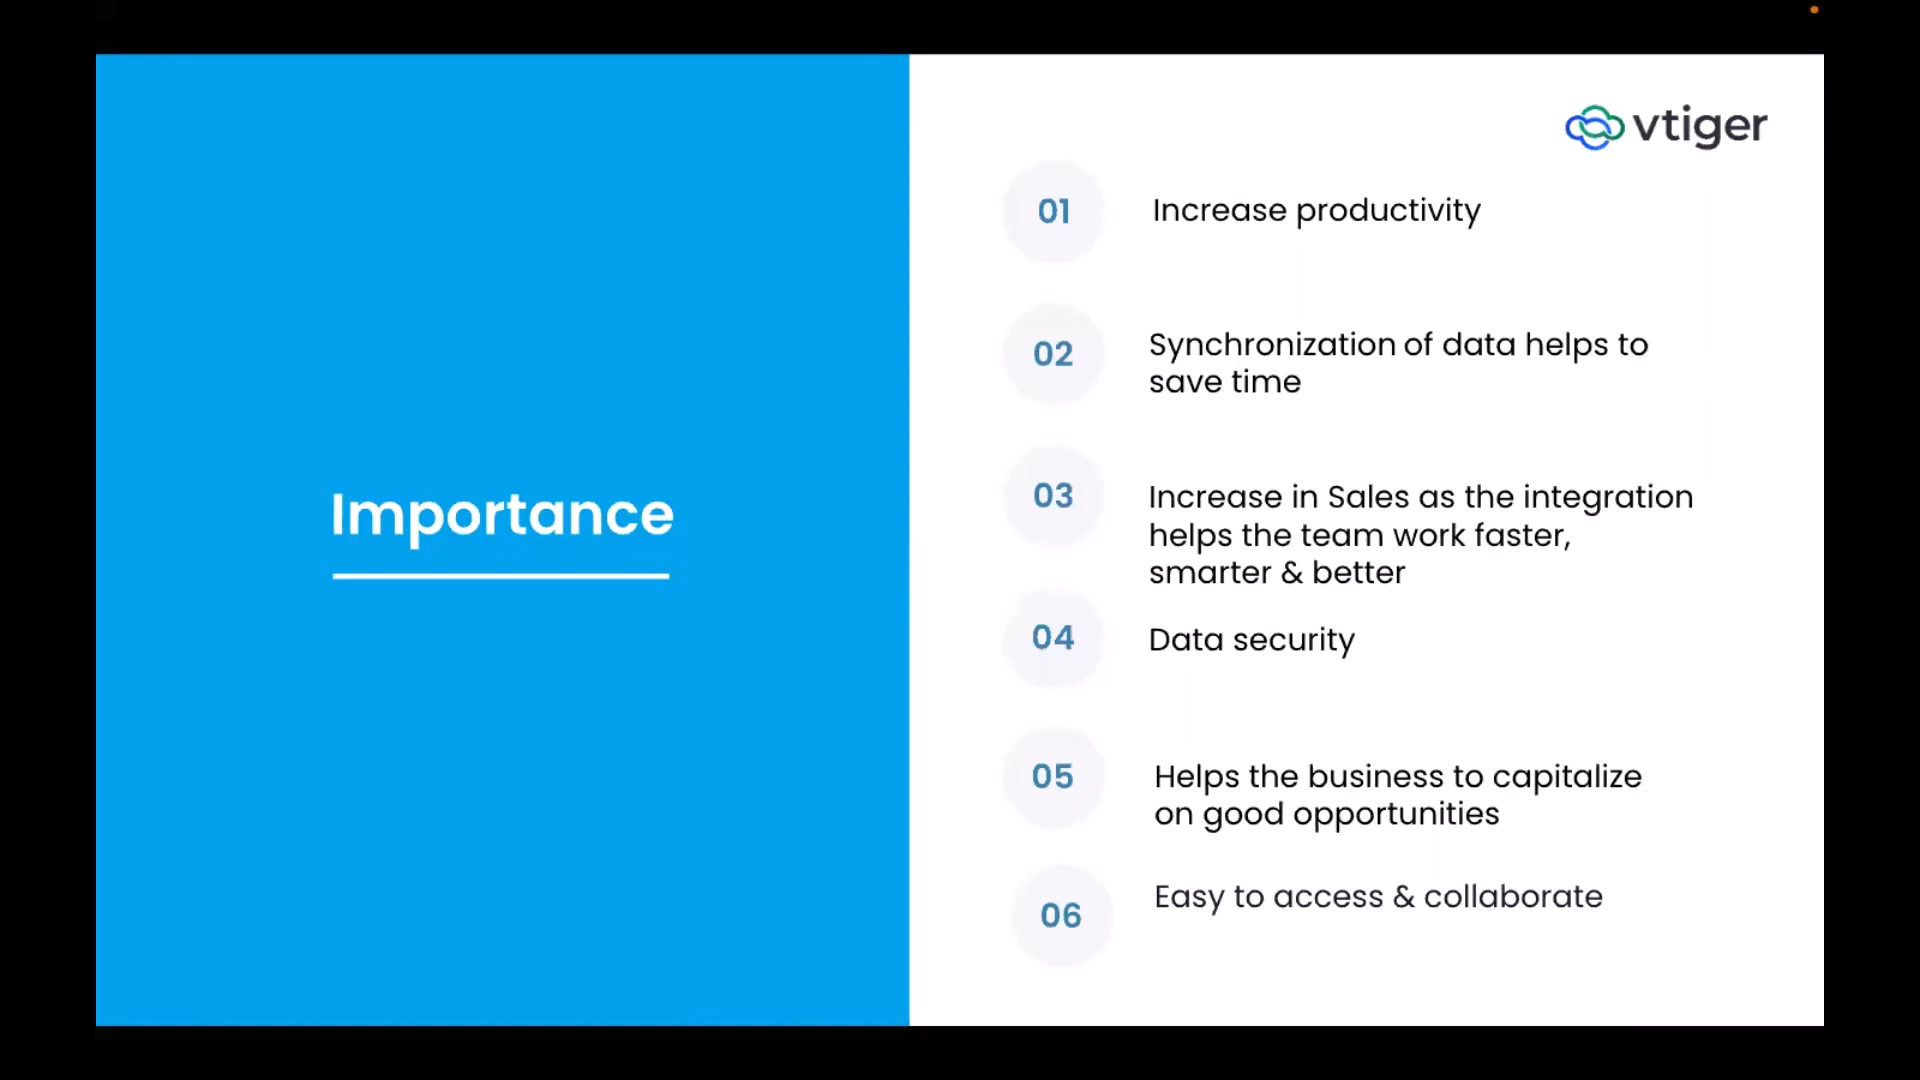 vtiger
Importance
01 Increase productivity
02 Synchronization of data helps to
save time
03 Increase in Sales as the integration
helps the team work faster,
smarter & better
04 Data security
05 Helps the business to capitalize
on good opportunities
06 Easy to access & collaborate